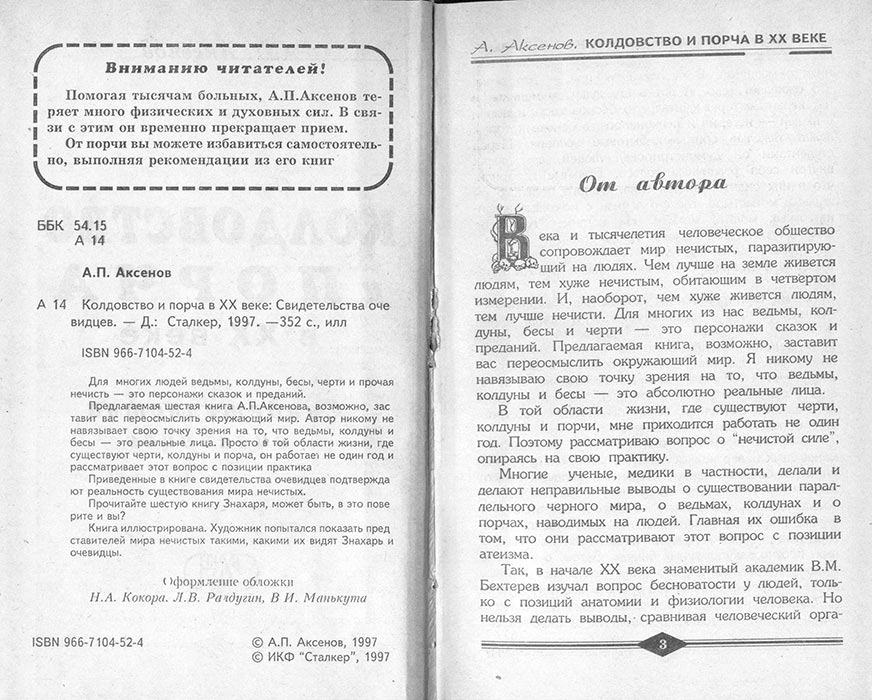 Вниманию читателей!
Помогая тысячам больных, А.П.Аксенов те-
ряет много физических и духовных сил. В свя-
зи с этим он временно прекращает прием.
От порчи вы можете избавиться самостоятель-
но, выполняя рекомендации из его книг
ББК 54.15
А 14
А.П. Аксенов
А 14 Колдовство и порча в XX веке: Свидетельства оче
видцев. — Д.: Сталкер, 1997. —352 с., илл
ISBN 966-7104-52-4
Для многих людей ведьмы, колдуны, бесы, черти и прочая
нечисть — это персонажи сказок и преданий.
Предлагаемая шестая книга А.П.Аксенова, возможно, зас
тавит вас переосмыслить окружающий мир. Автор никому не
навязывает свою точку зрения на то, что ведьмы, колдуны и
бесы — это реальные лица. Просто в той области жизни, где
существуют черти, колдуны и порча, он работает не один год и
рассматривает этот вопрос с позиции практика
Приведенные в книге свидетельства очевидцев подтвержда
ют реальность существования мира нечистых.
Прочитайте шестую книгу Знахаря, может быть, в это пове
рите и вы?
Книга иллюстрирована. Художник попытался показать пред
ставителей мира нечистых такими, какими их видят Знахарь и
очевидцы.
Оформление обложки
Н.А. Кокора. Л.В. Ралдугин, В И. Манькута
ISBN 966-7104-52-4
© А.П. Аксенов, 1997
© ИКФ “Сталкер”, 1997
А. Аксенов. КОЛДОВСТВО И ПОРЧА В XX ВЕКЕ
От автора
Века и тысячелетия человеческое общество
сопровождает мир нечистых, паразитирую-
щий на людях. Чем лучше на земле живется
людям, тем хуже нечистым, обитающим в четвертом
измерении. И, наоборот, чем хуже живется людям,
тем лучше нечисти. Для многих из нас ведьмы, кол-
дуны, бесы и черти — это персонажи сказок и
преданий. Предлагаемая книга, возможно, заставит
вас переосмыслить окружающий мир. Я никому не
навязываю свою точку зрения на то, что ведьмы,
колдуны и бесы — это абсолютно реальные лица.
В той области жизни, где существуют черти,
колдуны и порчи, мне приходится работать не один
год. Поэтому рассматриваю вопрос о “нечистой силе”,
опираясь на свою практику.
Многие ученые, медики в частности, делали и
делают неправильные выводы о существовании парал-
лельного черного мира, о ведьмах, колдунах и о
порчах, наводимых на людей. Главная их ошибка в
том, что они рассматривают этот вопрос с позиции
атеизма.
Так, в начале XX века знаменитый академик В.М.
Бехтерев изучал вопрос бесноватости у людей, толь-
ко с позиций анатомии и физиологии человека. Но
нельзя делать выводы, сравнивая человеческий орга-
3